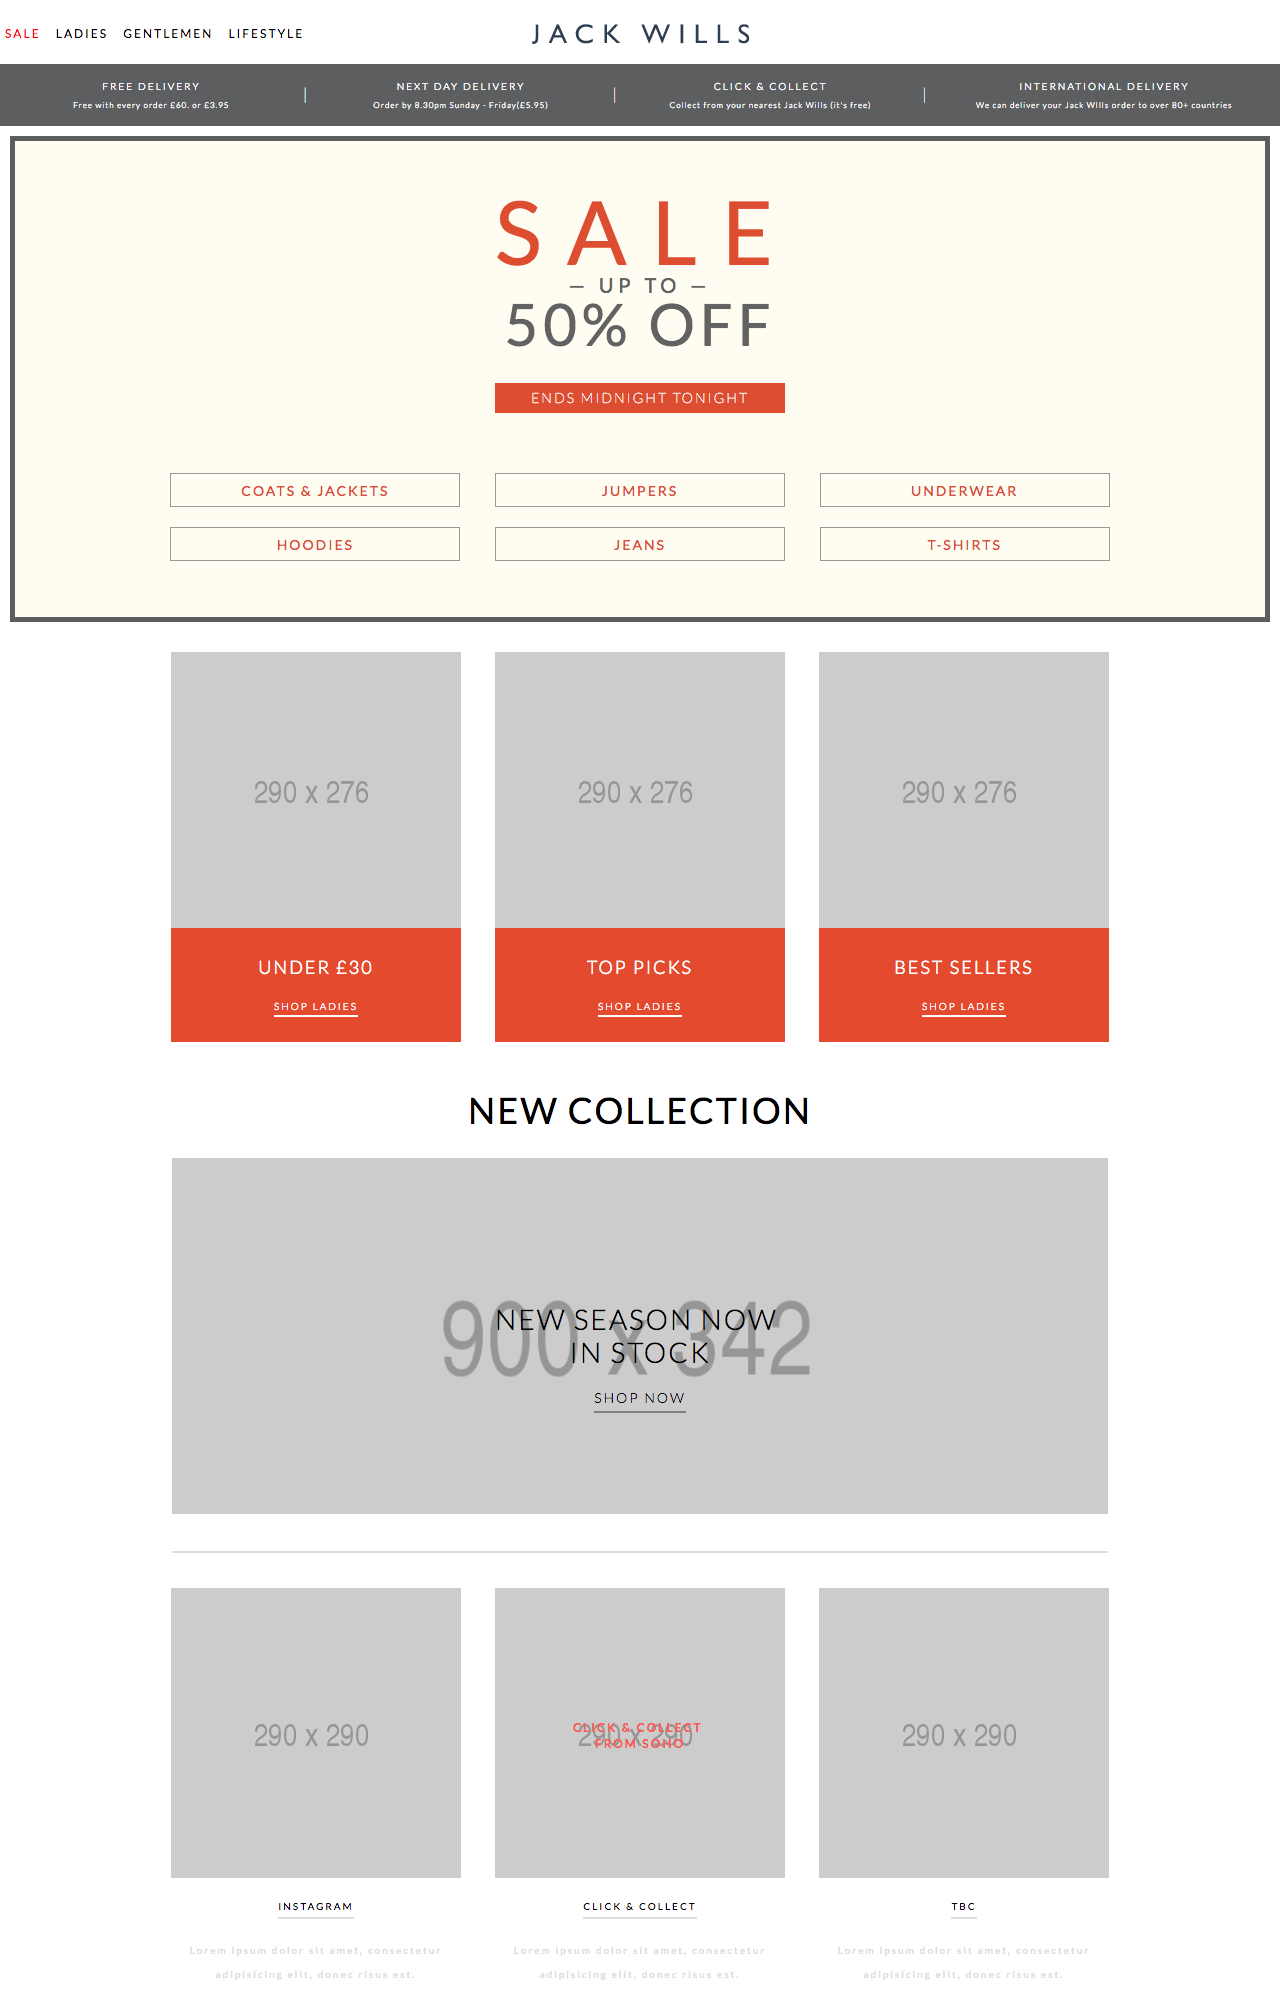 SALE LADIES GENTLEMEN LIFESTYLE
JACK WILLS
FREE DELIVERY
Free with every order £60. or £3.95
NEXT DAY DELIVERY
Order by 8.30pm Sunday - Friday(£5.95)
CLICK & COLLECT
Collect from your nearest Jack Wills (it's free)
INTERNATIONAL DELIVERY
We can deliver your Jack WIlls order to over 80+ countries
SALE
— UP TO —
50% OFF
ENDS MIDNIGHT TONIGHT
COATS & JACKETS
JUMPERS
UNDERWEAR
HOODIES
JEANS
T-SHIRTS
290 x 276
290 x 276
290 x 276
UNDER £30
SHOP LADIES
TOP PICKS
SHOP LADIES
BEST SELLERS
SHOP LADIES
NEW COLLECTION
900 x 342
NEW SEASON NOW
IN STOCK
SHOP NOW
290 x 290
290 x 290
CLICK & COLLECT
FROM SOHO
290 x 290
INSTAGRAM
Lorem ipsum dolor sit amet, consectetur
adipisicing elit, donec risus est.
CLICK & COLLECT
Lorem ipsum dolor sit amet, consectetur
adipisicing elit, donec risus est.
TBC
Lorem ipsum dolor sit amet, consectetur
adipisicing elit, donec risus est.